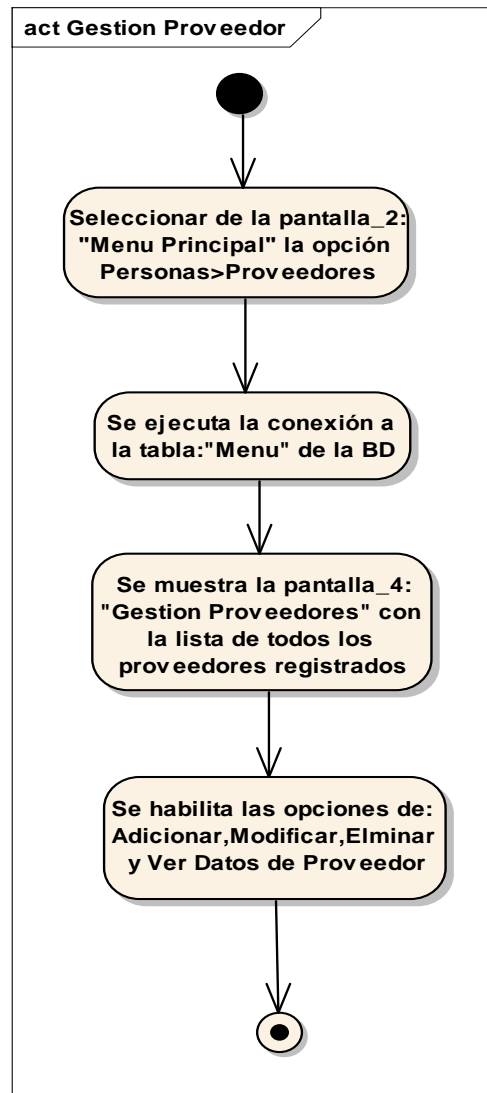 act Gestion Proveedor
Seleccionar de la pantalla_2:
"Menu Principal" la opción
Personas>Proveedores
Se ejecuta la conexión a
la tabla:"Menu" de la BD
Se muestra la pantalla_4:
"Gestion Proveedores" con
la lista de todos los
proveedores registrados
Se habilita las opciones de:
Adicionar,Modificar,Elminar
y Ver Datos de Proveedor